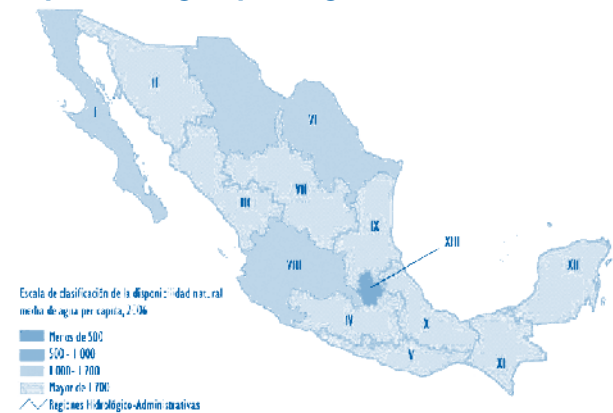 II
I
VI
VII
III
IX
XIII
VIII
XII
IV
X
V
XI
Escala de clasificación de la disponibilidad natural
media de agua per capita, 2006
Menos de 500
500 - 1 000
1 000 - 1 700
Mayor de 1 700
Regiones Hidrológico-Administrativas